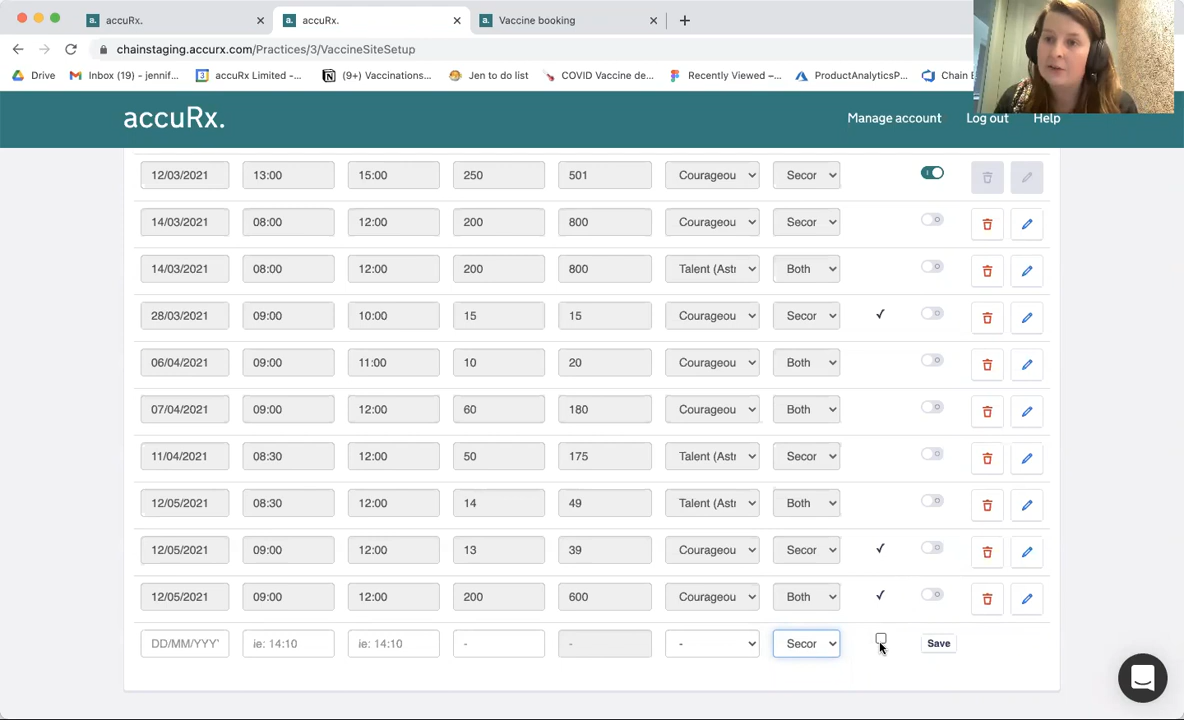 accuRx.
accuRx.
Vaccine booking
chainstaging.accurx.com/Practices/3/VaccineSiteSetup
Drive
Inbox (19) - jennif...
accuRx Limited -...
(9+) Vaccinations...
Jen to do list
COVID Vaccine de...
Recently Viewed –...
ProductAnalyticsP...
Chain
accuRx.
Manage account
Log out
Help
12/03/2021 13:00 15:00 250 501 Courageou Secor
14/03/2021 08:00 12:00 200 800 Courageou Secor
14/03/2021 08:00 12:00 200 800 Talent (Astr Both
28/03/2021 09:00 10:00 15 15 Courageou Secor ✓
06/04/2021 09:00 11:00 10 20 Courageou Both
07/04/2021 09:00 12:00 60 180 Courageou Both
11/04/2021 08:30 12:00 50 175 Talent (Astr Secor
12/05/2021 08:30 12:00 14 49 Talent (Astr Both
12/05/2021 09:00 12:00 13 39 Courageou Secor ✓
12/05/2021 09:00 12:00 200 600 Courageou Both ✓
DD/MM/YYY ie: 14:10 ie: 14:10 - - - Secor Save